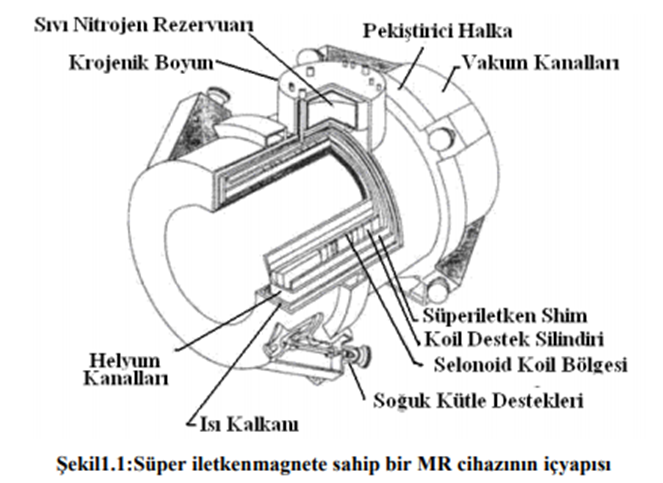 Sıvı Nitrojen Rezervuarı
Krojenik Boyun
Pekiştirici Halka
Vakum Kanalları
Süperiletken Shim
Koil Destek Silindiri
Selonoid Koil Bölgesi
Soğuk Kütle Destekleri
Helyum
Kanalları
Isı Kalkanı
Şekil1.1:Süper iletkenmagnete sahip bir MR cihazının içyapısı